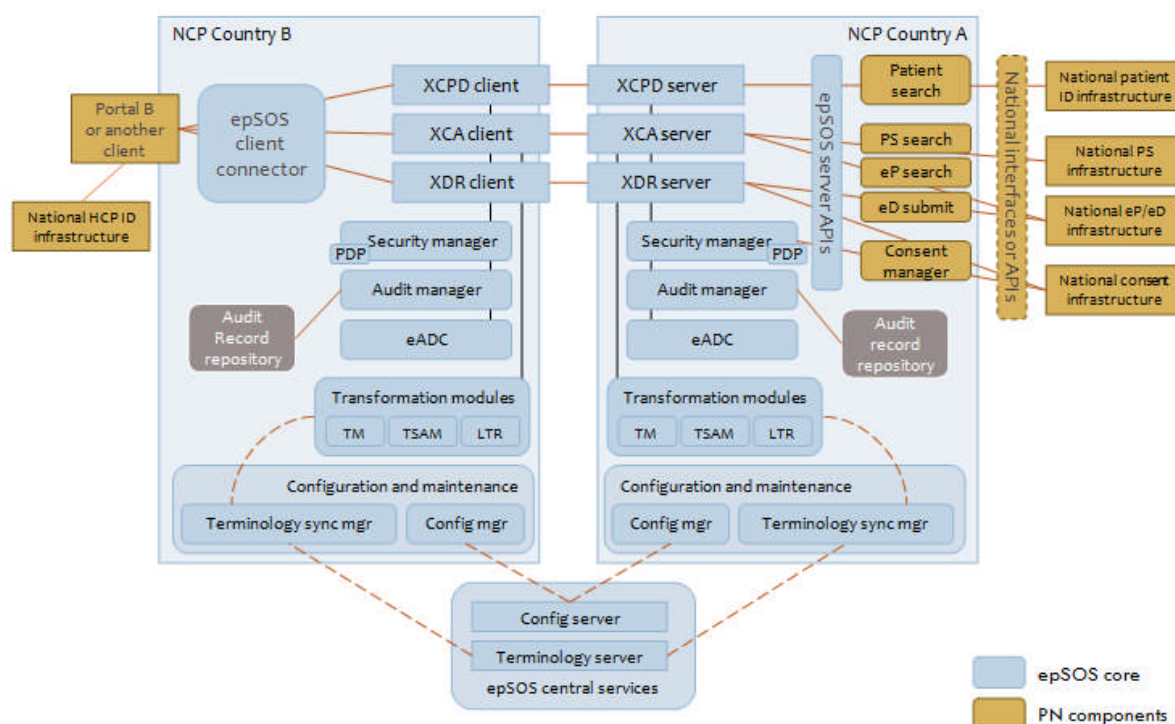 NCP Country B
NCP Country A
Portal B
or another
client
National HCP ID
infrastructure
epSOS
client
connector
XCPD client
XCA client
XDR client
XCPD server
XCA server
XDR server
epSOS server APIs
Patient
search
PS search
eP search
eD submit
Consent
manager
National interfaces or APIs
National patient
ID infrastructure
National PS
infrastructure
National eP/eD
infrastructure
National consent
infrastructure
Security manager
PDP
Audit manager
eADC
Audit
Record
repository
Security manager
PDP
Audit manager
eADC
Audit
record
repository
Transformation modules
TM
TSAM
LTR
Transformation modules
TM
TSAM
LTR
Configuration and maintenance
Terminology sync mgr
Config mgr
Configuration and maintenance
Config mgr
Terminology sync mgr
Config server
Terminology server
epSOS central services
epSOS core
PN components